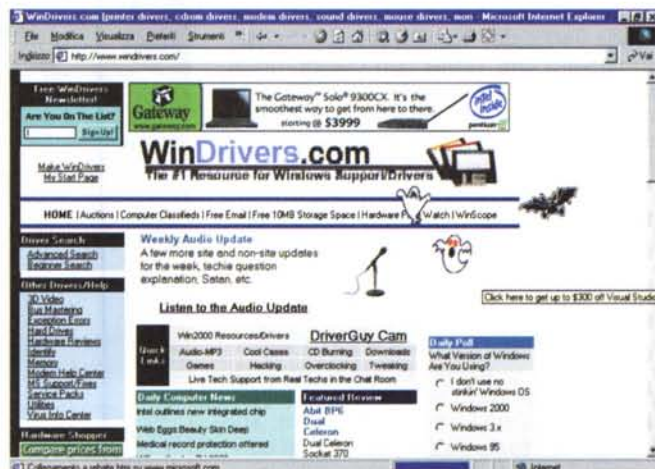 WinDrivers.com (printer drivers, cdrom drivers, modem drivers, sound drivers, mouse drivers, mon - Microsoft Internet Explorer
File Modifica Visualizza Preferiti Strumenti
Indirizzo http://www.windrivers.com/
Vai
Free WinDrivers
Newsletter!
Are You On The List?
SignUp!
Make WinDrivers
My Start Page
Gateway
www.gateway.com
The Gateway™ Solo® 9300CX. It's the
smoothest way to get from here to there.
starting @ $3999
intel
inside
pentium
WinDrivers.com
The #1 Resource for Windows Support/Drivers
HOME | Auctions | Computer Classifieds | Free Email | Free 10MB Storage Space | Hardware Watch | WinScope
Driver Search
Advanced Search
Beginner Search
Other Drivers/Help
3D Video
Bus Mastering
Exception Errors
Hard Drives
Hardware Reviews
Identify
Memory
Modem Help Center
MS Support/Fixes
Service Packs
Utilities
Virus Info Center
Hardware Shopper
Compare prices from
Weekly Audio Update
A few more site and non-site updates
for the week, techie question
explanation, Satan, etc.
Listen to the Audio Update
Click here to get up to $300 off Visual Studio
Quick
Links
Win2000 Resources/Drivers DriverGuy Cam
Audio-MP3 Cool Cases CD Burning Downloads
Games Hacking Overclocking Tweaking
Live Tech Support from Real Techs in the Chat Room
Daily Computer News
Intel outlines new integrated chip
Web Eggs Beauty Skin Deep
Medical record protection offered
Featured Review
Abit BP6
Dual
Celeron
Dual Celeron
Socket 370
Daily Poll
What Version of Windows
Are You Using?
I don't use no
stinkin' Windows OS
Windows 2000
Windows 3.x
Windows 95
Internet